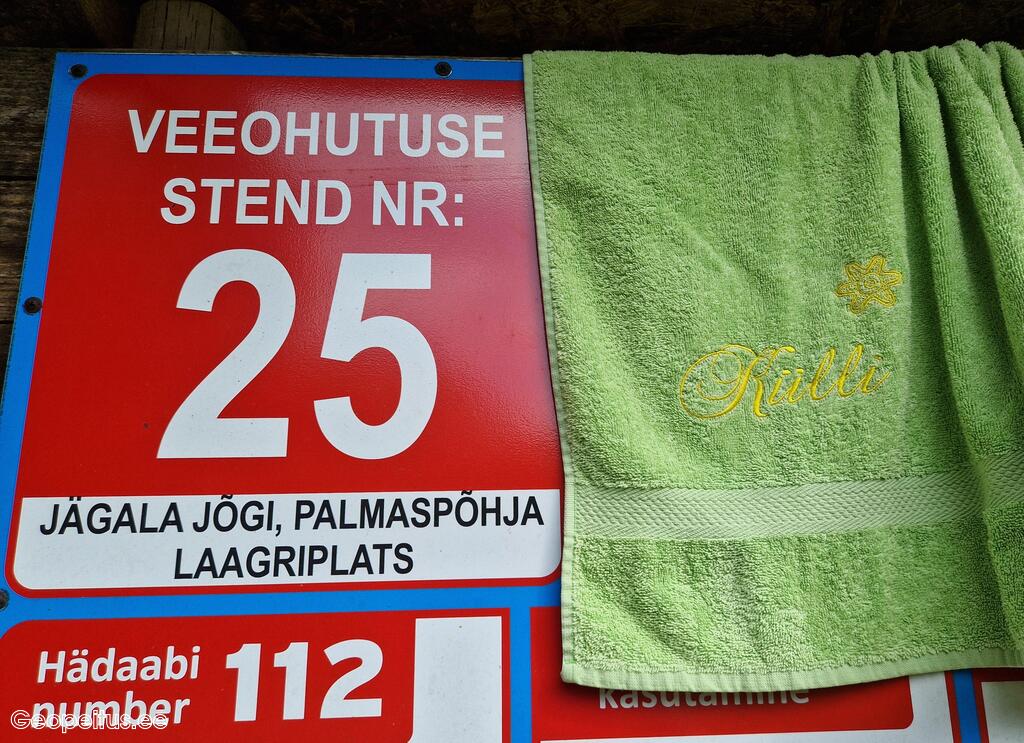 VEEOHUTUSE
STEND NR:
25
JÄGALA JÕGI, PALMASPÕHJA
LAAGRIPLATS
Külli
Hädaabi
number 112
kasutamine
Geopeitus.ee